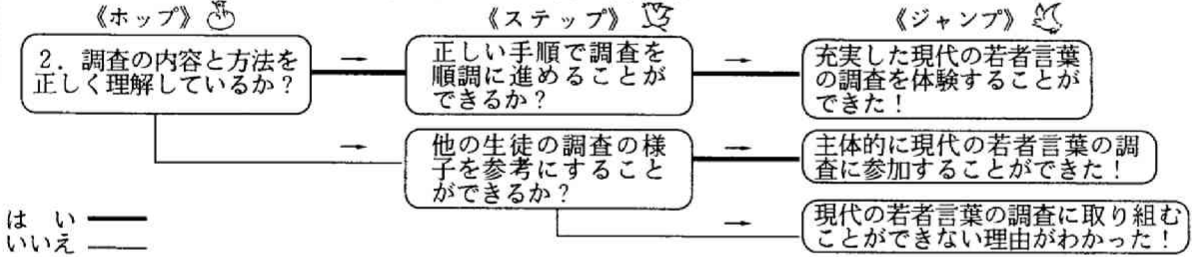 《ホップ》
《ステップ》
《ジャンプ》
2．調査の内容と方法を
正しく理解しているか？
正しい手順で調査を
順調に進めることが
できるか？
充実した現代の若者言葉
の調査を体験することが
できた！
他の生徒の調査の様
子を参考にすること
ができるか？
主体的に現代の若者言葉の調
査に参加することができた！
現代の若者言葉の調査に取り組む
ことができない理由がわかった！
はい
いいえ